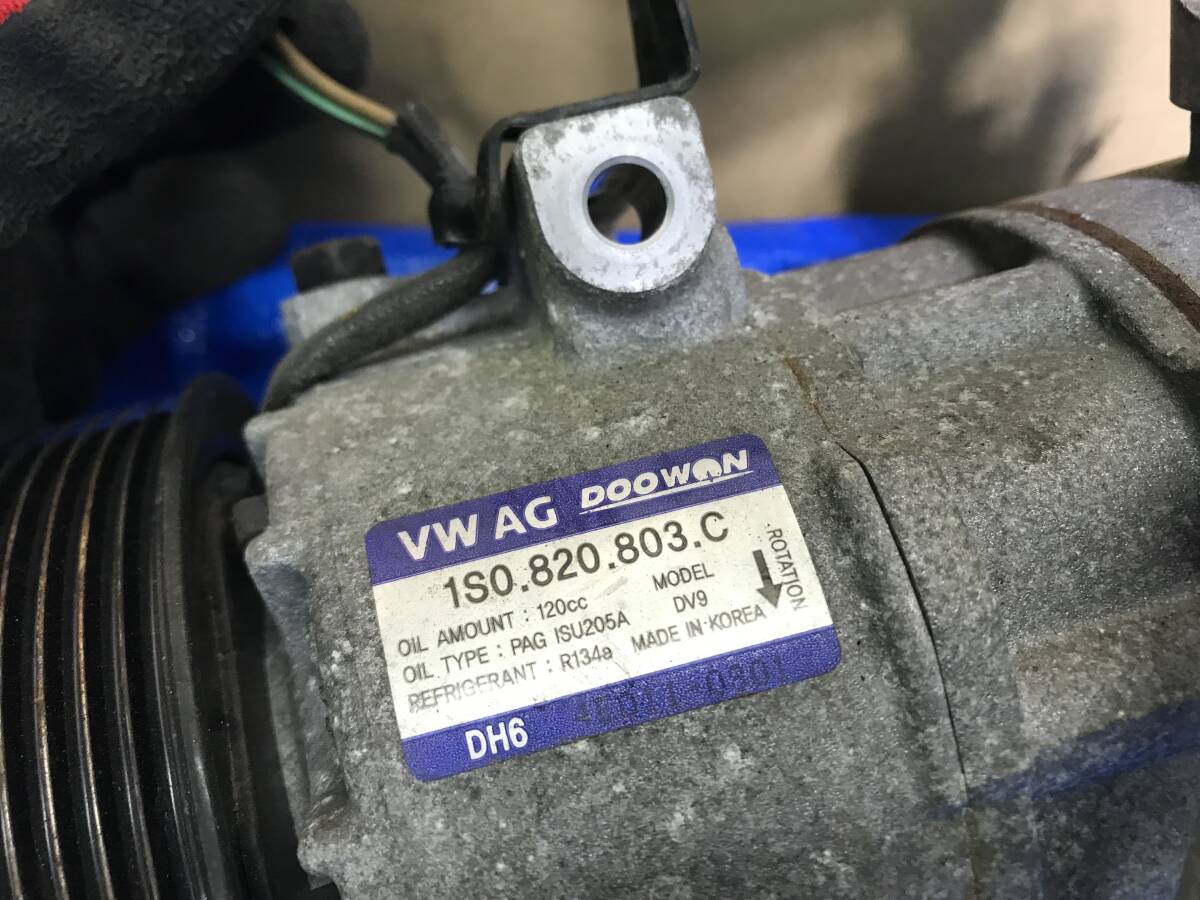 VW AG DOOWON
1S0.820.803.C
OIL AMOUNT : 120cc MODEL
OIL TYPE : PAG ISU205A DV9
REFRIGERANT : R134a MADE IN KOREA
ROTATION
DH6